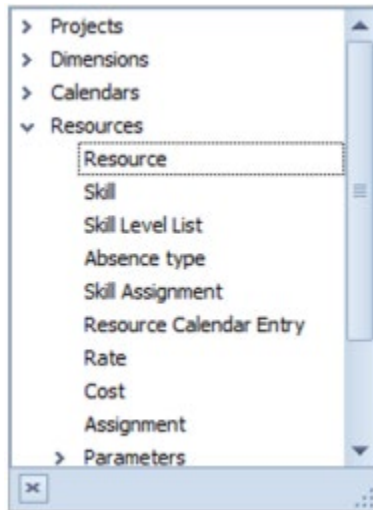 Projects
Dimensions
Calendars
Resources
Resource
Skill
Skill Level List
Absence type
Skill Assignment
Resource Calendar Entry
Rate
Cost
Assignment
Parameters